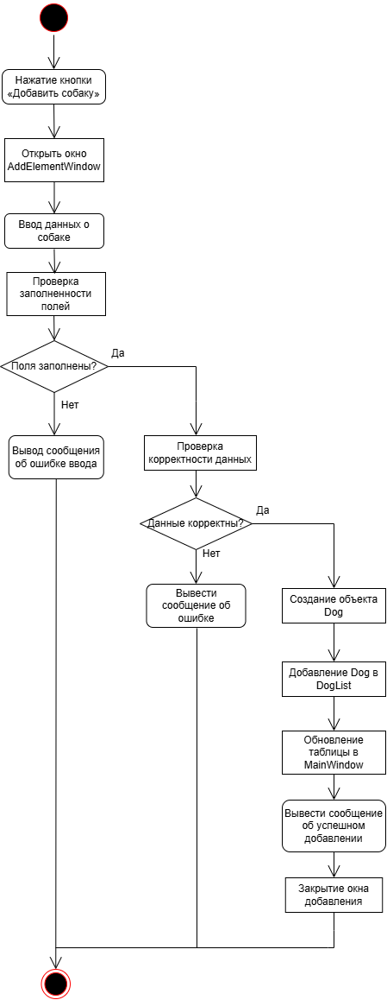 Нажатие кнопки
«Добавить собаку»
Открыть окно
AddElementWindow
Ввод данных о
собаке
Проверка
заполненности
полей
Поля заполнены?
Да
Нет
Вывод сообщения
об ошибке ввода
Проверка
корректности данных
Данные корректны?
Да
Нет
Вывести
сообщение об
ошибке
Создание объекта
Dog
Добавление Dog в
DogList
Обновление
таблицы в
MainWindow
Вывести сообщение
об успешном
добавлении
Закрытие окна
добавления